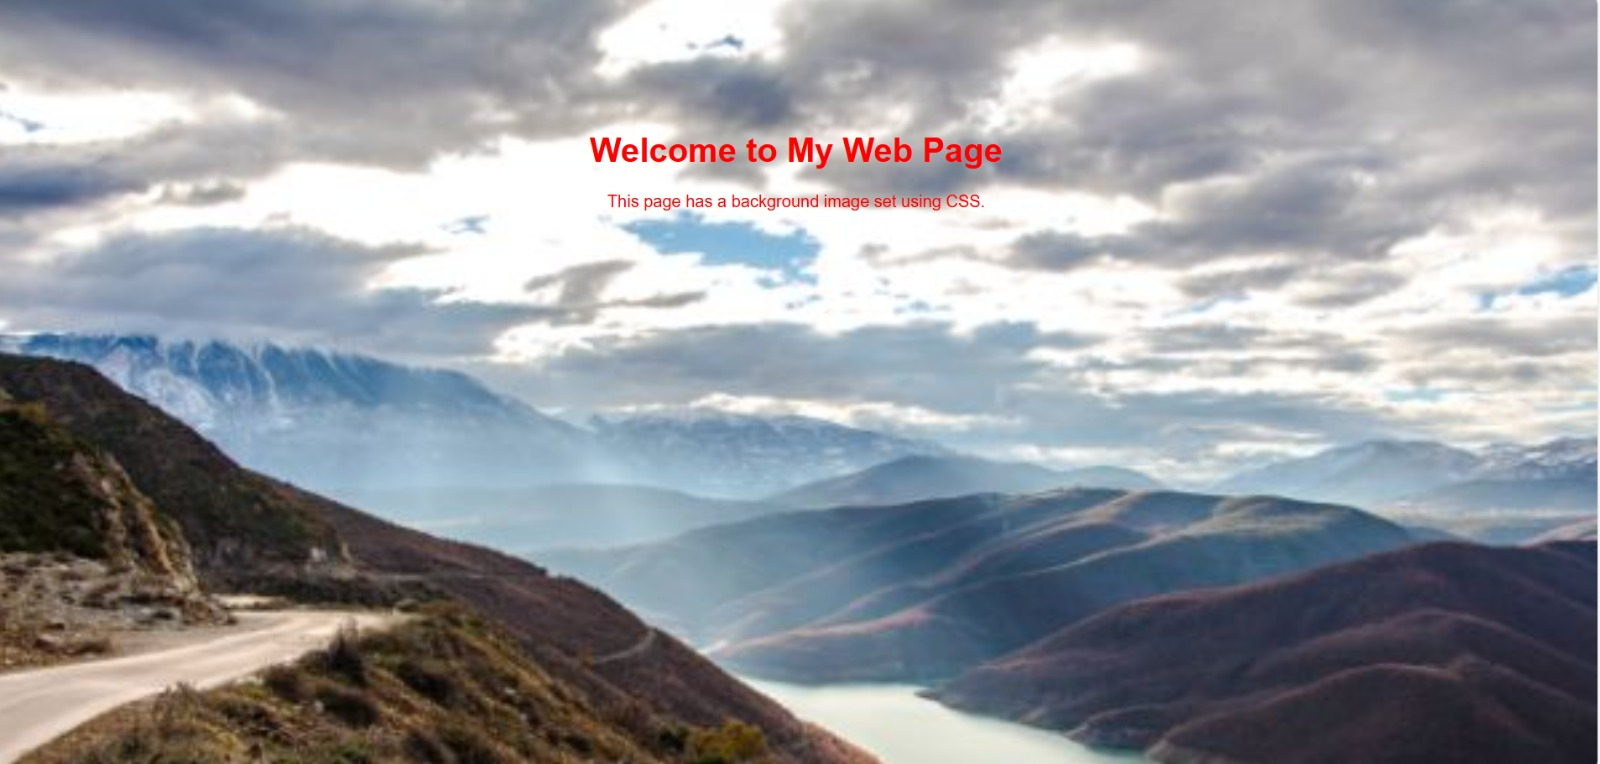 Welcome to My Web Page
This page has a background image set using CSS.